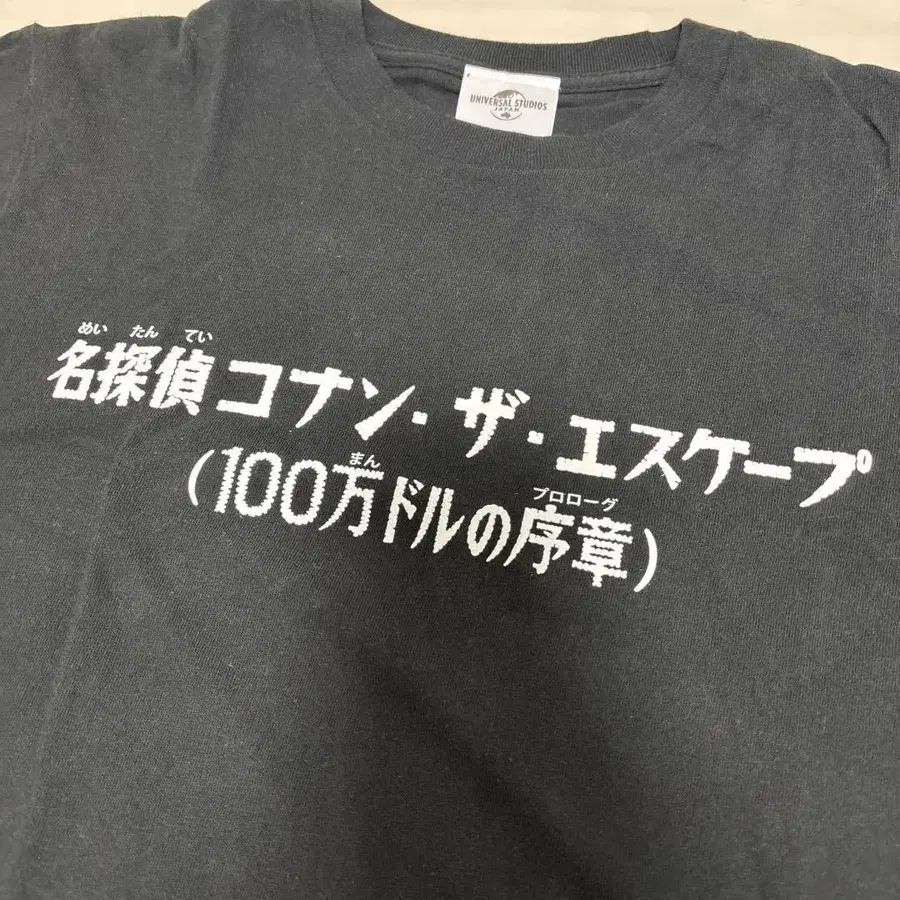 UNIVERSAL STUDIOS
JAPAN
めい たん てい
名探偵コナン・ザ・エスケープ
まん プロローグ
(100万ドルの序章)